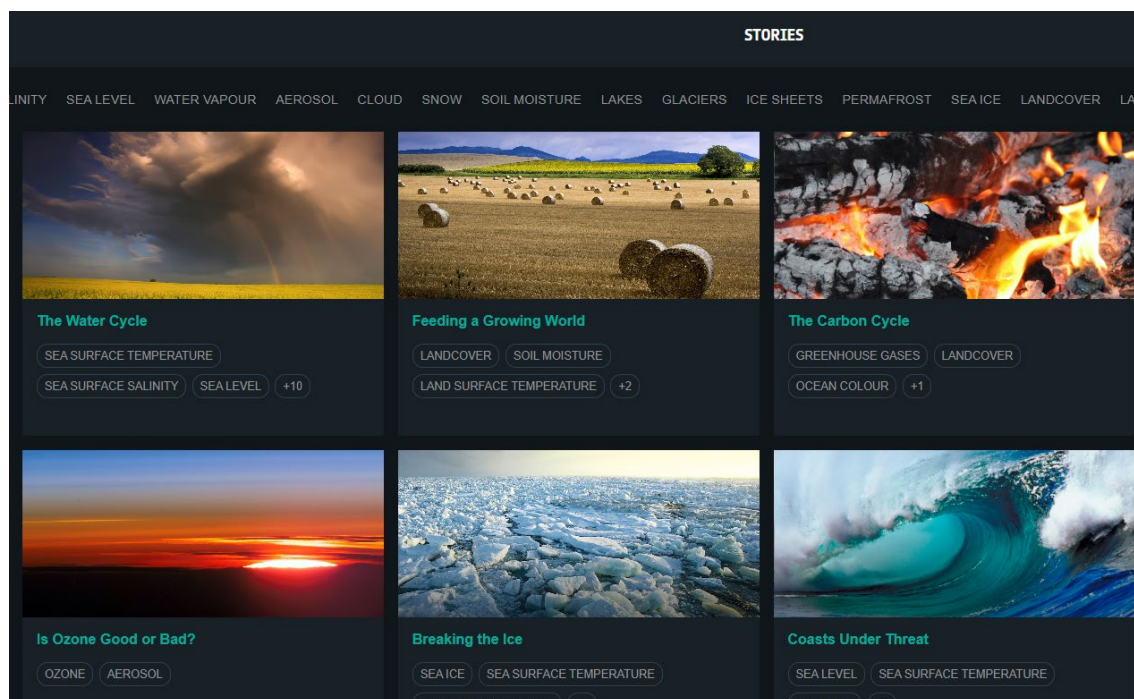 STORIES
LINITY SEA LEVEL WATER VAPOUR AEROSOL CLOUD SNOW SOIL MOISTURE LAKES GLACIERS ICE SHEETS PERMAFROST SEA ICE LANDCOVER LA
The Water Cycle
SEA SURFACE TEMPERATURE
SEA SURFACE SALINITY SEA LEVEL +10
Feeding a Growing World
LANDCOVER SOIL MOISTURE
LAND SURFACE TEMPERATURE +2
The Carbon Cycle
GREENHOUSE GASES LANDCOVER
OCEAN COLOUR +1
Is Ozone Good or Bad?
OZONE AEROSOL
Breaking the Ice
SEA ICE SEA SURFACE TEMPERATURE
Coasts Under Threat
SEA LEVEL SEA SURFACE TEMPERATURE